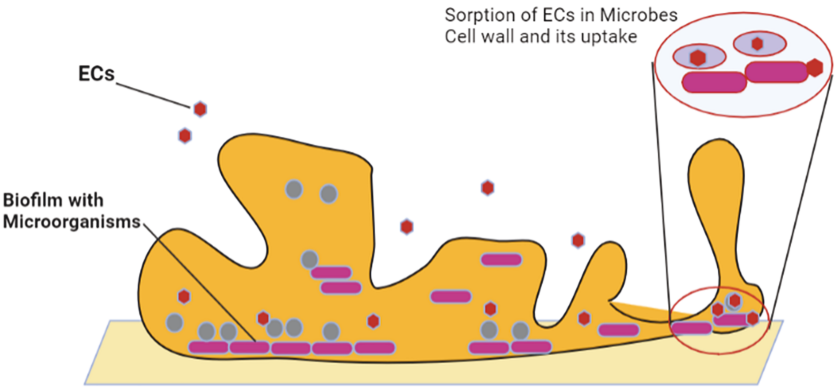 Sorption of ECs in Microbes
Cell wall and its uptake
ECs
Biofilm with
Microorganisms